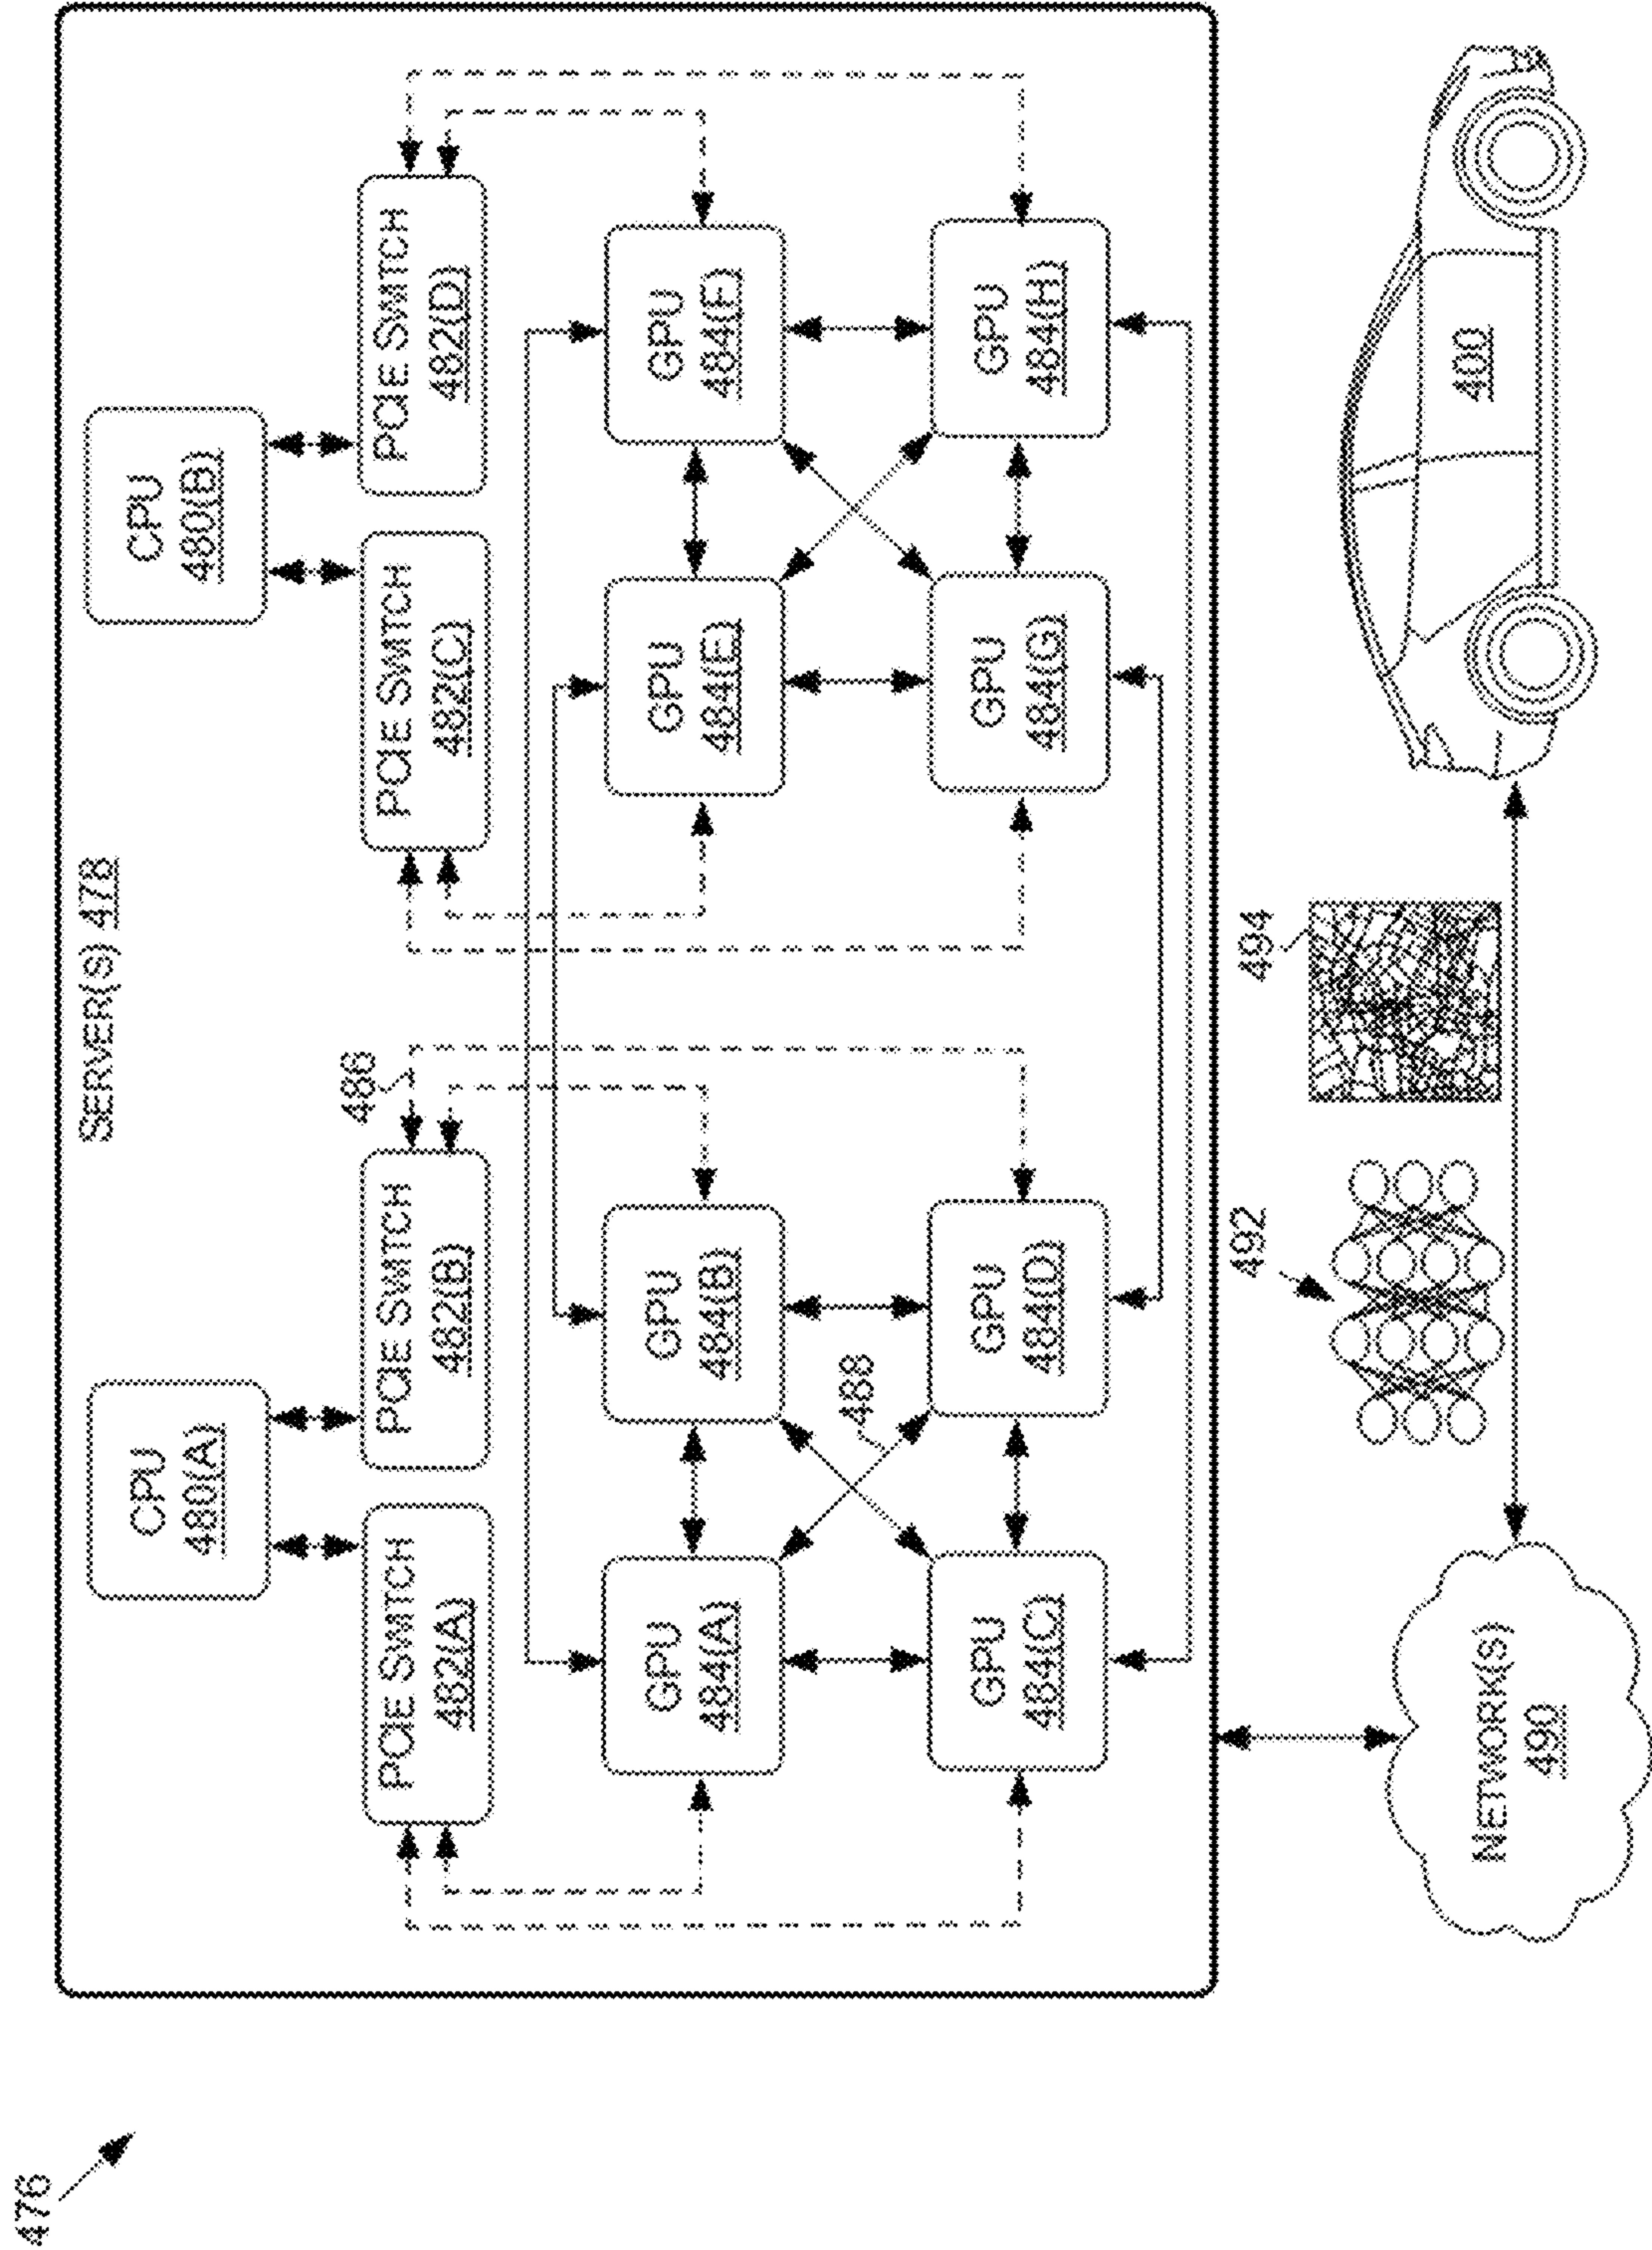 476
SERVER(S) 478
CPU
480(A)
CPU
480(B)
PCIE SWITCH
482(A)
PCIE SWITCH
482(B)
486
PCIE SWITCH
482(C)
PCIE SWITCH
482(D)
GPU
484(A)
GPU
484(B)
GPU
484(E)
GPU
484(F)
488
GPU
484(C)
GPU
484(D)
GPU
484(G)
GPU
484(H)
NETWORK(S)
490
492
494
400